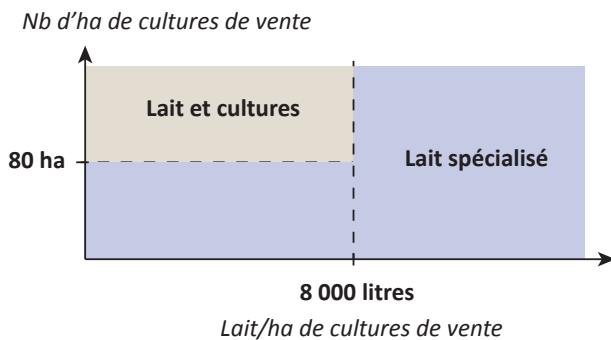 Nb d’ha de cultures de vente
Lait et cultures
Lait spécialisé
80 ha
8 000 litres
Lait/ha de cultures de vente